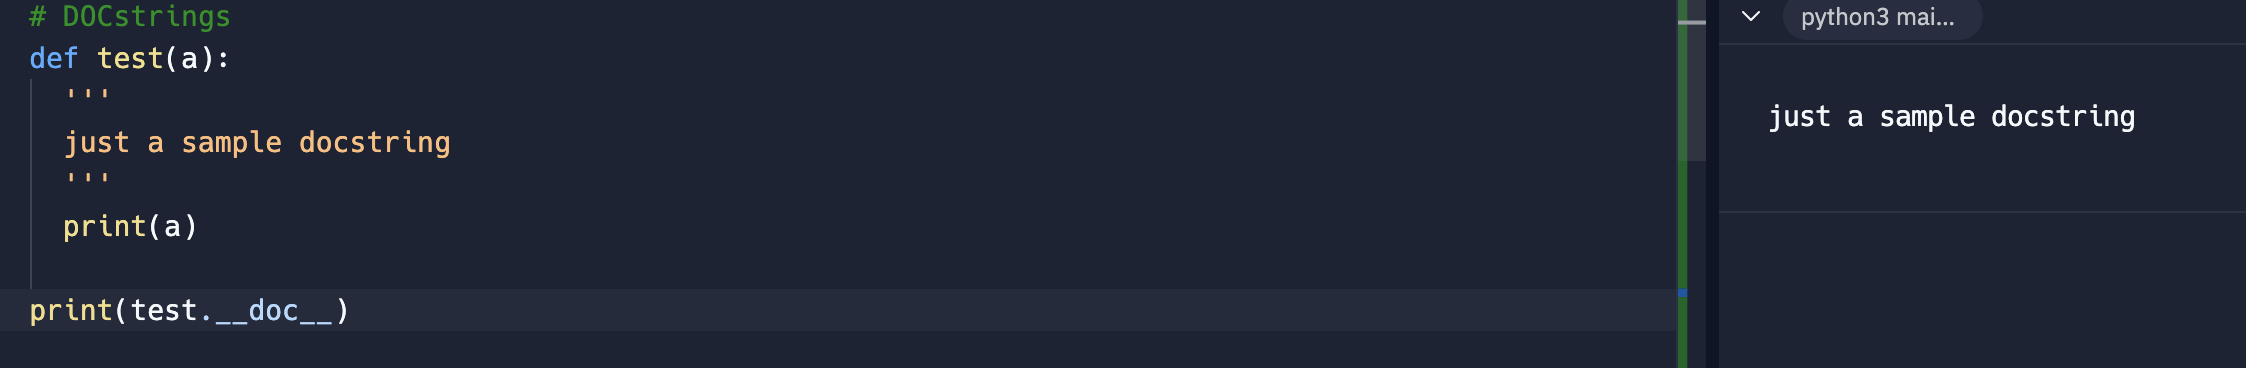 # DOCstrings
def test(a):
  '''
  just a sample docstring
  '''
  print(a)
print(test.__doc__)
python3 mai...
just a sample docstring